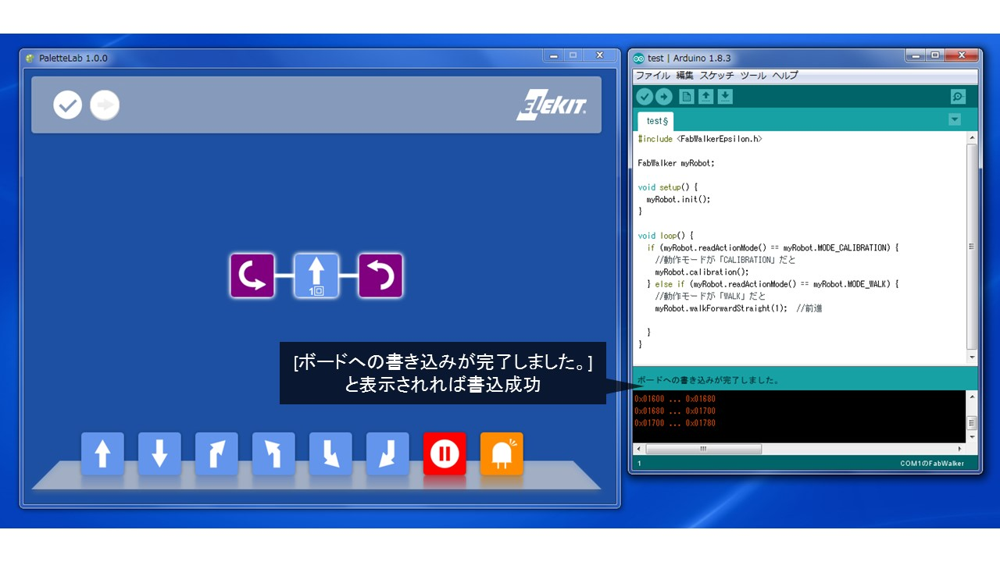 PaletteLab 1.0.0
ELEKIT.
1回
[ボードへの書き込みが完了しました。]
と表示されれば書込成功
test | Arduino 1.8.3
ファイル 編集 スケッチ ツール ヘルプ
test§
#include <FabWalkerEpsilon.h>
FabWalker myRobot;
void setup() {
myRobot.init();
}
void loop() {
if (myRobot.readActionMode() == myRobot.MODE_CALIBRATION) {
//動作モードが「CALIBRATION」だと
myRobot.calibration();
} else if (myRobot.readActionMode() == myRobot.MODE_WALK) {
//動作モードが「WALK」だと
myRobot.walkForwardStraight(1); //前進
}
}
ボードへの書き込みが完了しました。
0x01600 ... 0x01680
0x01680 ... 0x01700
0x01700 ... 0x01780
1
COM1のFabWalker